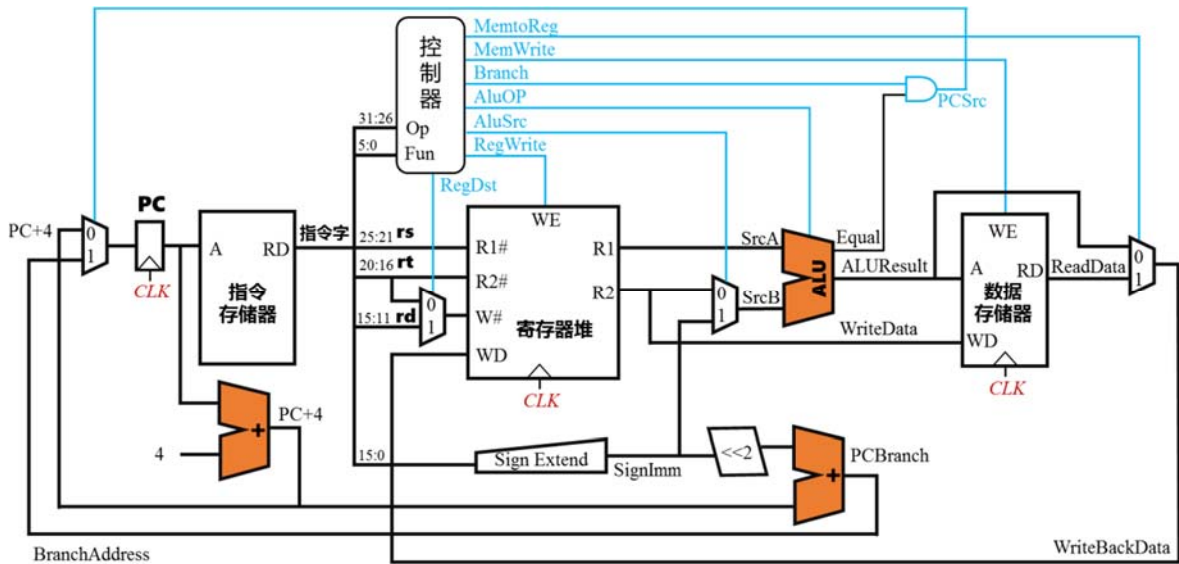 控制器
Op
Fun
31:26
5:0
MemtoReg
MemWrite
Branch
AluOP
AluSrc
RegWrite
RegDst
PCSrc
PC+4
0
1
PC
CLK
A
RD
指令
存储器
指令字
25:21 rs
20:16 rt
15:11 rd
0
1
WE
R1#
R2#
W#
WD
R1
R2
寄存器堆
CLK
SrcA
0
1
SrcB
ALU
Equal
ALUResult
WriteData
WE
A
RD
数据
存储器
WD
CLK
ReadData
0
1
4
+
PC+4
15:0
Sign Extend
SignImm
<<2
+
PCBranch
BranchAddress
WriteBackData